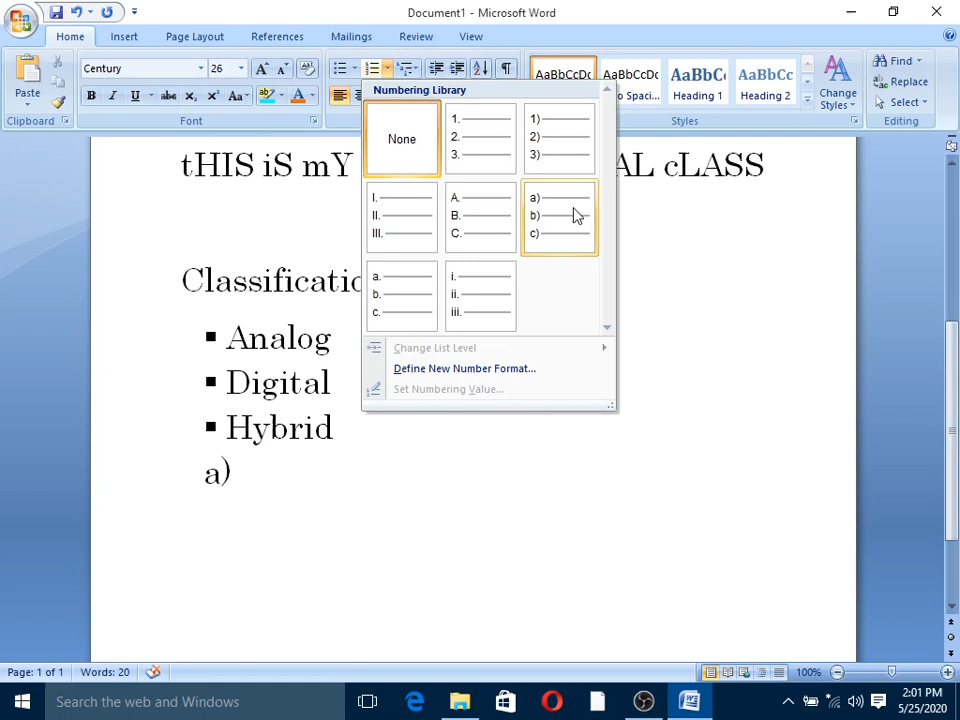 Document1 - Microsoft Word
Home Insert Page Layout References Mailings Review View
Century 26
AaBbCcDc AaBbCcDc AaBbCc AaBbCc
Paste
Spaci... Heading 1 Heading 2 Change Styles
Find
Replace
Select
Clipboard Font Styles Editing
Numbering Library
None
1. 2. 3.
1) 2) 3)
I. II. III.
A. B. C.
a) b) c)
a. b. c.
i. ii. iii.
Change List Level
Define New Number Format...
Set Numbering Value...
tHIS iS mY AL cLASS
Classificatio
▪ Analog
▪ Digital
▪ Hybrid
a)
Page: 1 of 1 Words: 20 100%
Search the web and Windows
2:01 PM
5/25/2020